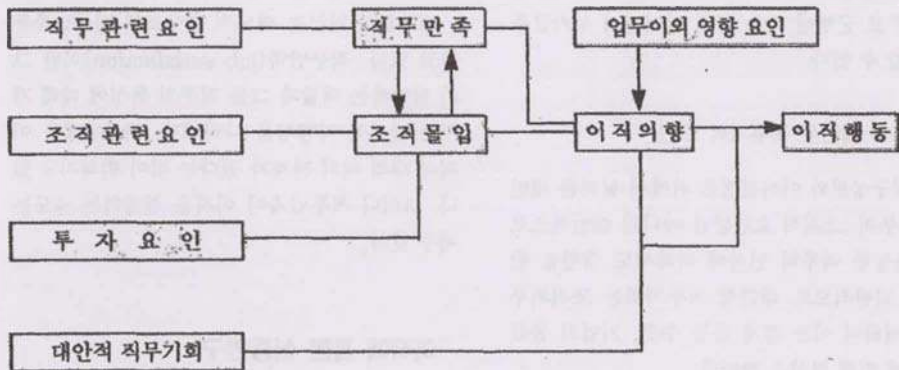 직무관련요인
직무만족
업무이외영향 요인
조직관련요인
조직몰입
이직의향
이직행동
투 자 요 인
대안적 직무기회